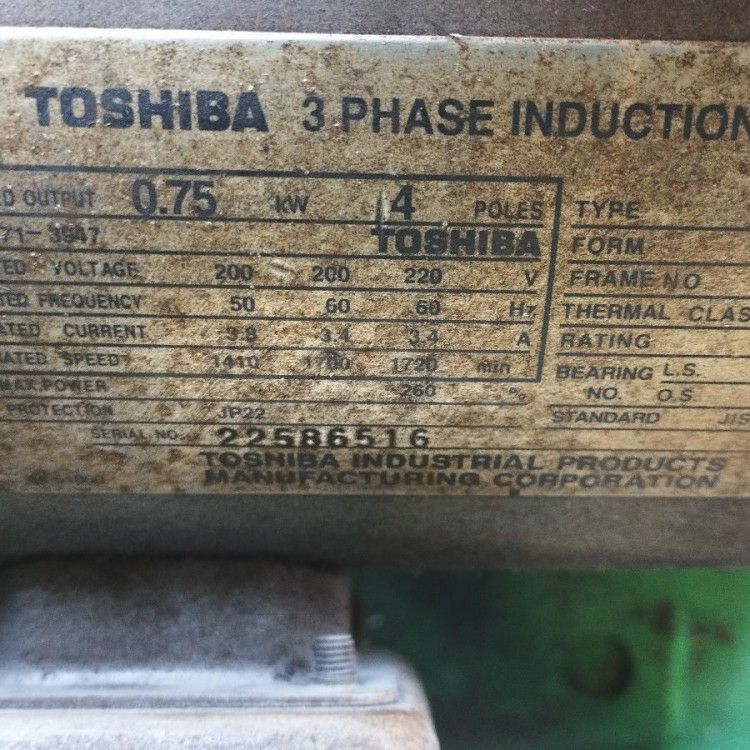 TOSHIBA 3 PHASE INDUCTION
ED OUTPUT 0.75 kW 4 POLES TYPE
71-3947 TOSHIBA FORM
TED VOLTAGE 200 200 220 V FRAME NO
TED FREQUENCY 50 60 60 Hz THERMAL CLAS
ATED CURRENT 3.8 3.4 3.4 A RATING
RATED SPEED 1410 1700 1720 min BEARING L.S.
MAX.POWER 260 % NO. O.S
PROTECTION JP22 STANDARD JIS
SERIAL NO. 22586516
TOSHIBA INDUSTRIAL PRODUCTS
MANUFACTURING CORPORATION